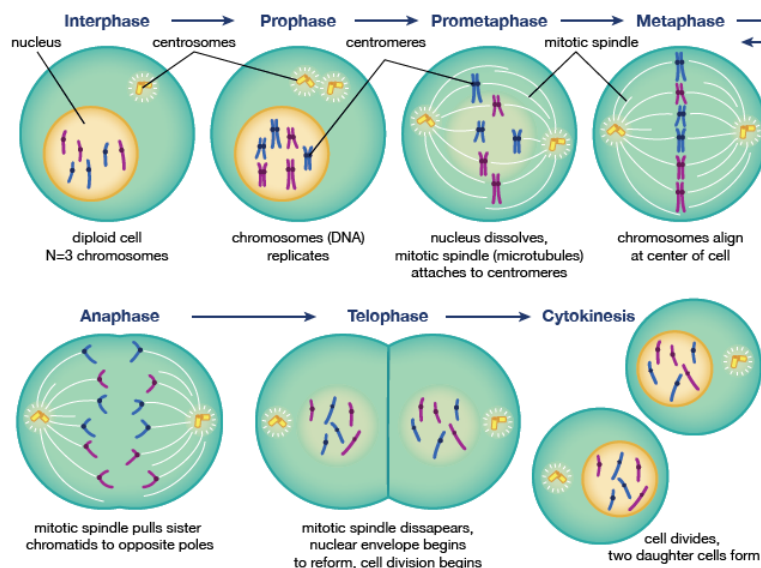 Interphase
Prophase
Prometaphase
Metaphase
nucleus
centrosomes
centromeres
mitotic spindle
diploid cell
N=3 chromosomes
chromosomes (DNA)
replicates
nucleus dissolves,
mitotic spindle (microtubules)
attaches to centromeres
chromosomes align
at center of cell
Anaphase
Telophase
Cytokinesis
mitotic spindle pulls sister
chromatids to opposite poles
mitotic spindle dissapears,
nuclear envelope begins
to reform, cell division begins
cell divides,
two daughter cells form